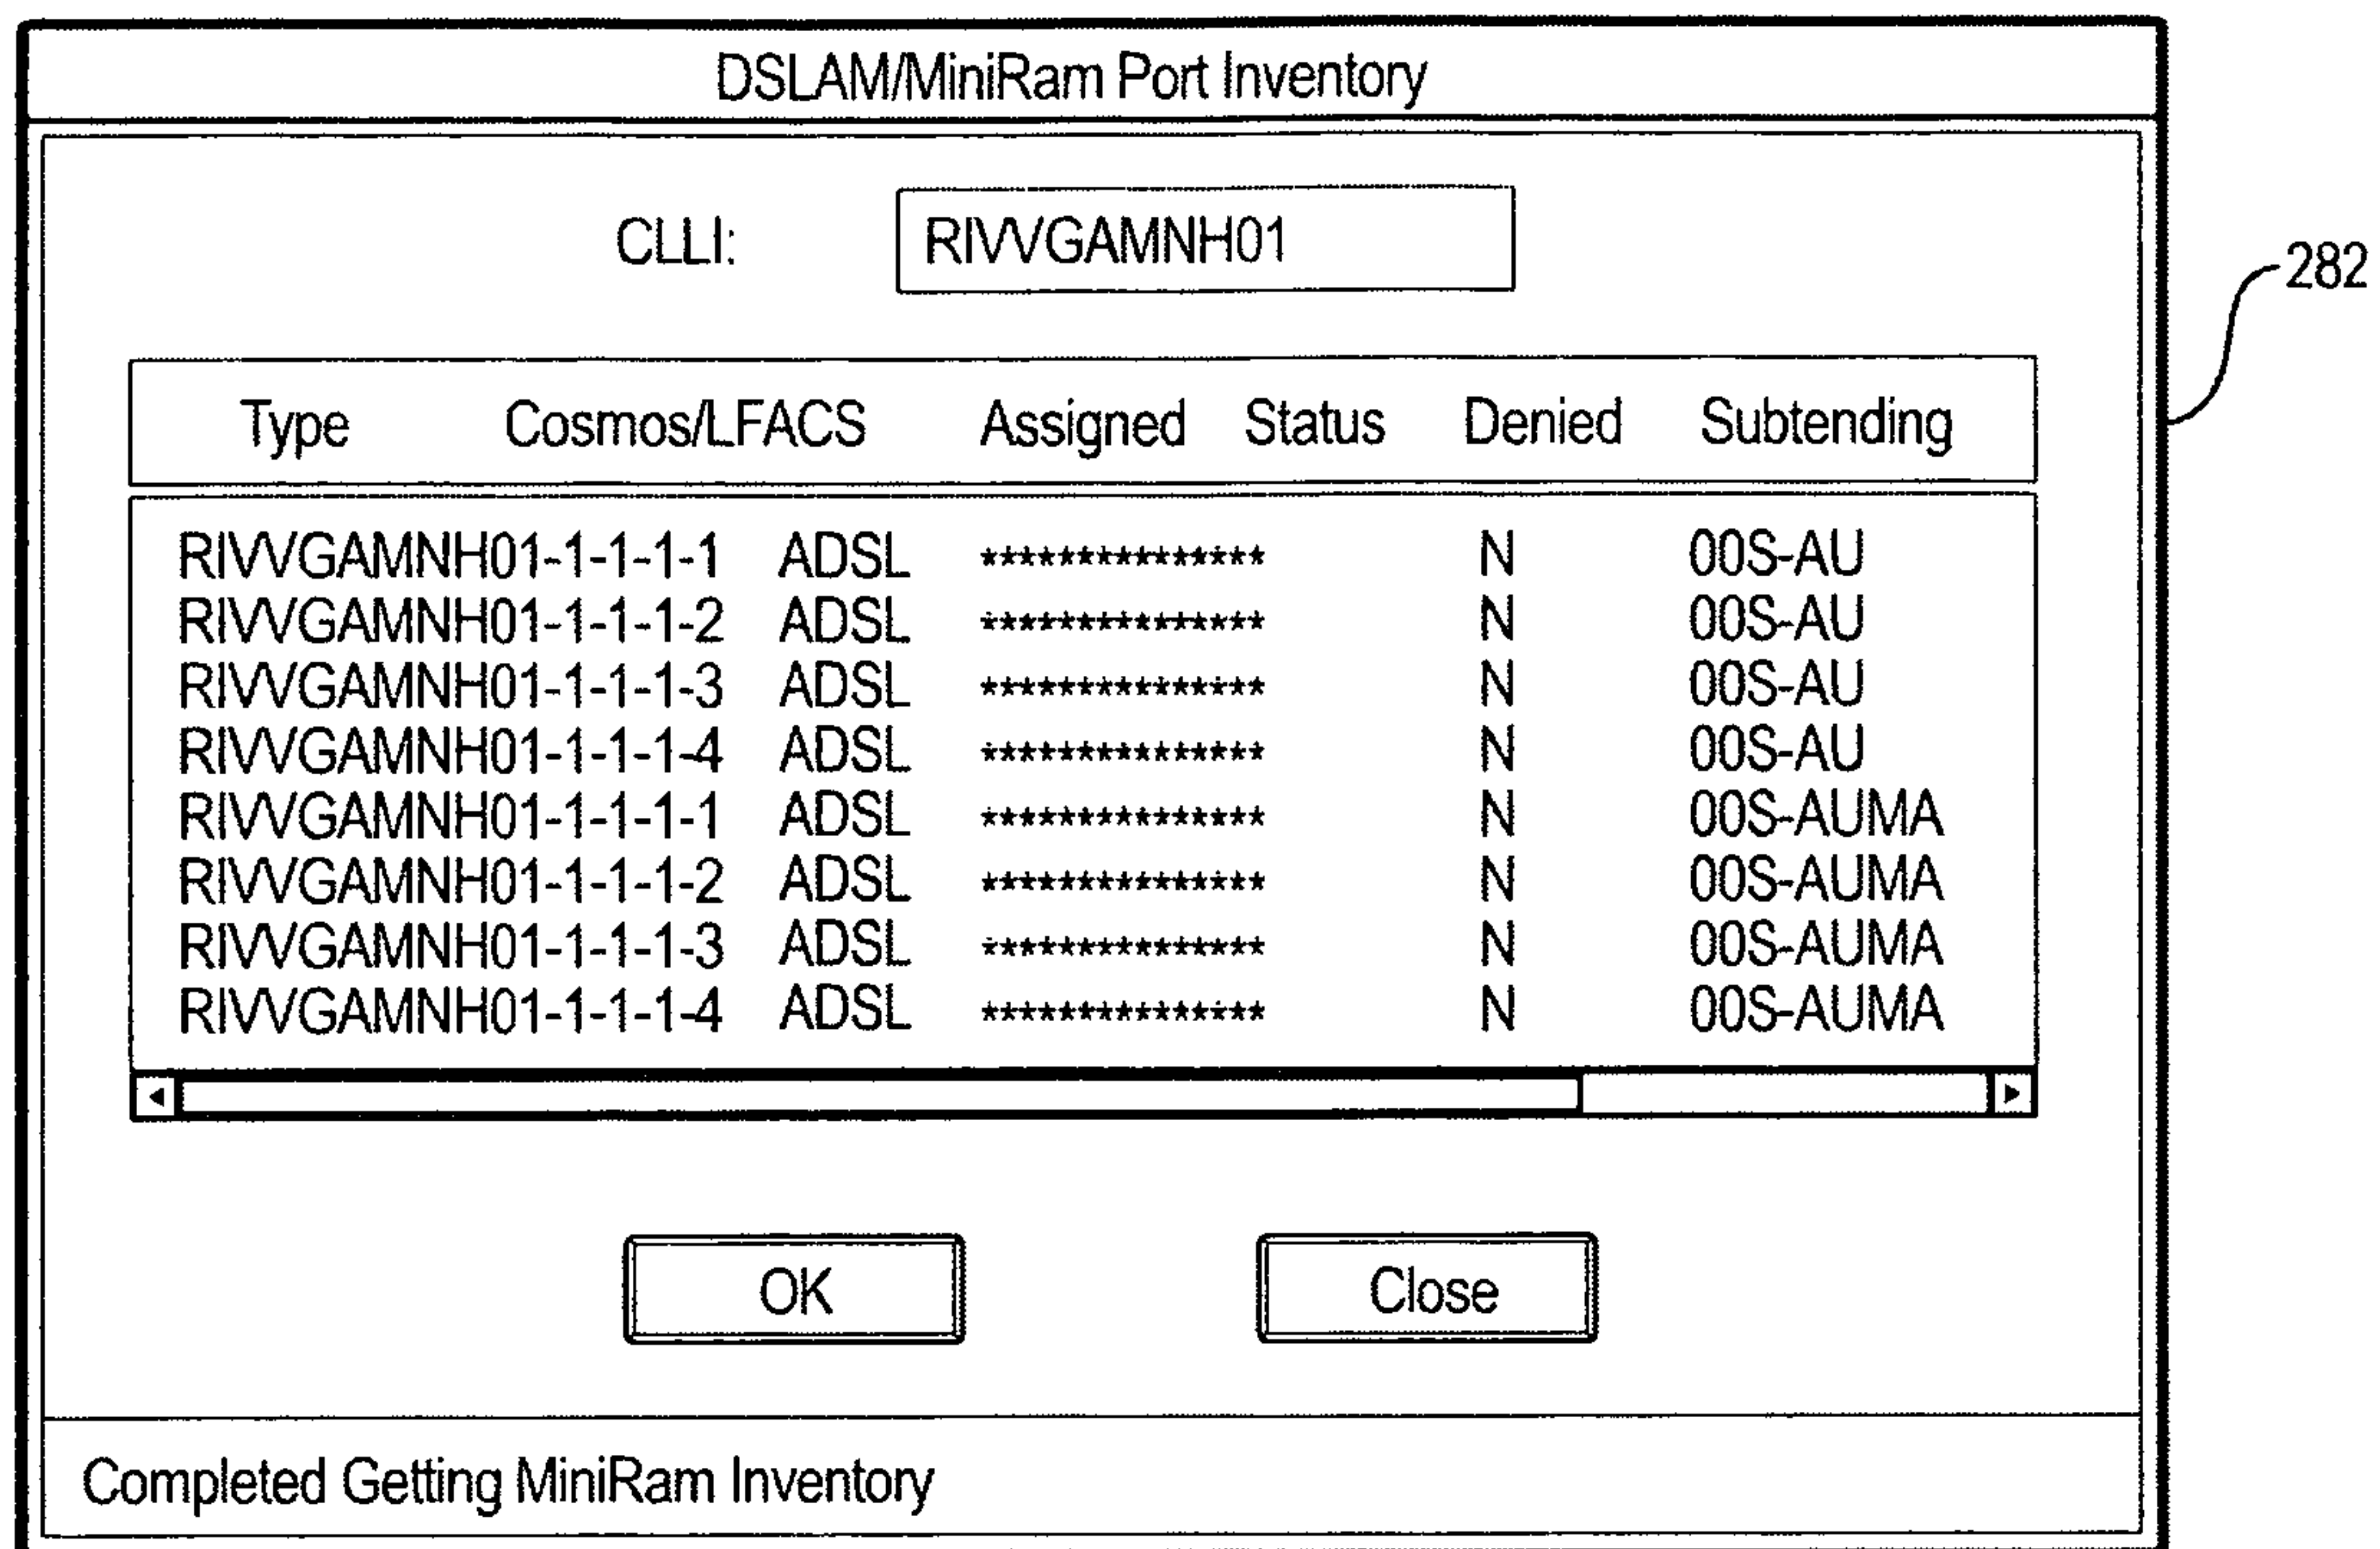 DSLAM/MiniRam Port Inventory
CLLI: RIVVGAMNH01
282
Type Cosmos/LFACS Assigned Status Denied Subtending
RIVVGAMNH01-1-1-1-1 ADSL *************** N 00S-AU
RIVVGAMNH01-1-1-1-2 ADSL *************** N 00S-AU
RIVVGAMNH01-1-1-1-3 ADSL *************** N 00S-AU
RIVVGAMNH01-1-1-1-4 ADSL *************** N 00S-AU
RIVVGAMNH01-1-1-1-1 ADSL *************** N 00S-AUMA
RIVVGAMNH01-1-1-1-2 ADSL *************** N 00S-AUMA
RIVVGAMNH01-1-1-1-3 ADSL *************** N 00S-AUMA
RIVVGAMNH01-1-1-1-4 ADSL *************** N 00S-AUMA
OK Close
Completed Getting MiniRam Inventory